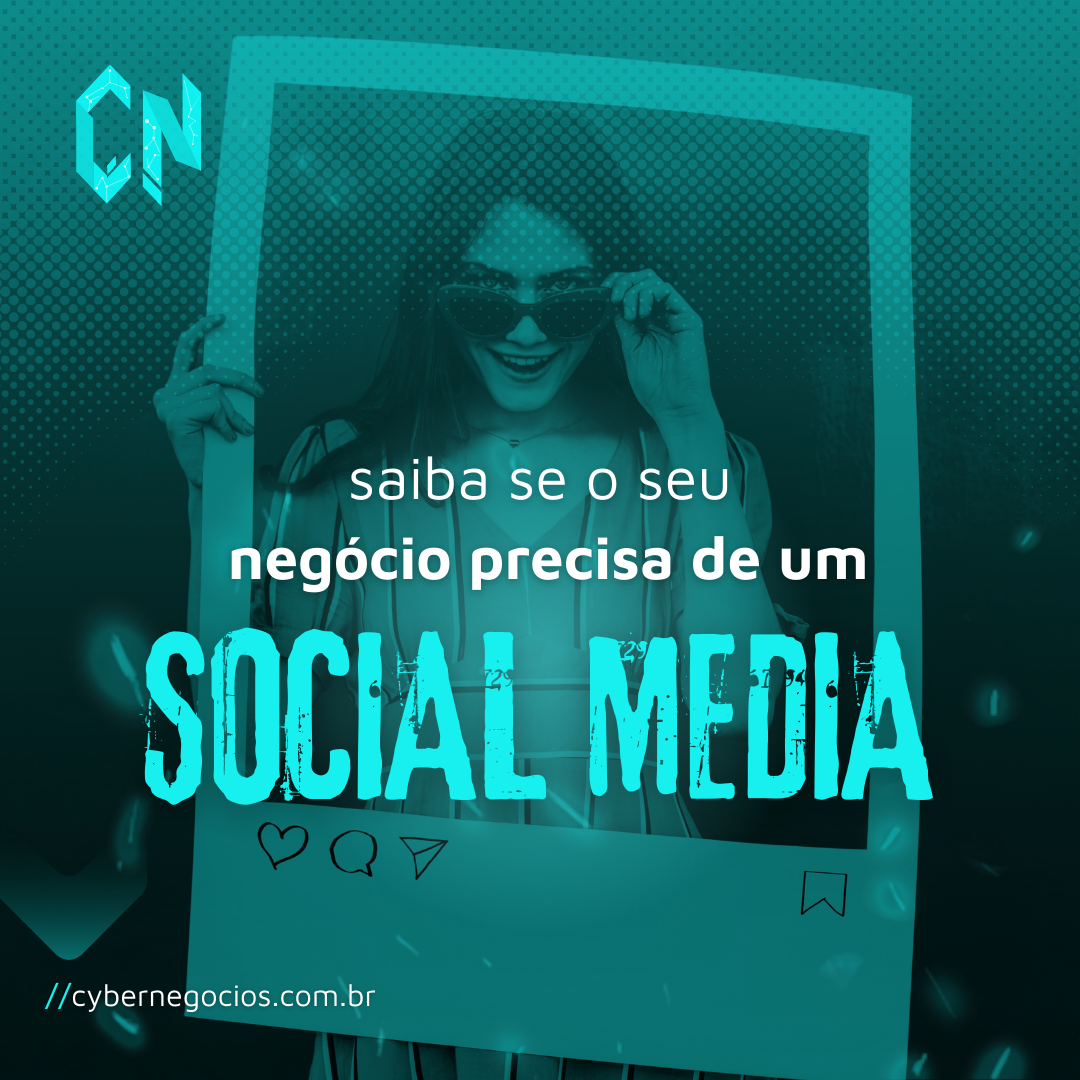 CN
saiba se o seu
negócio precisa de um
SOCIAL MEDIA
//cybernegocios.com.br